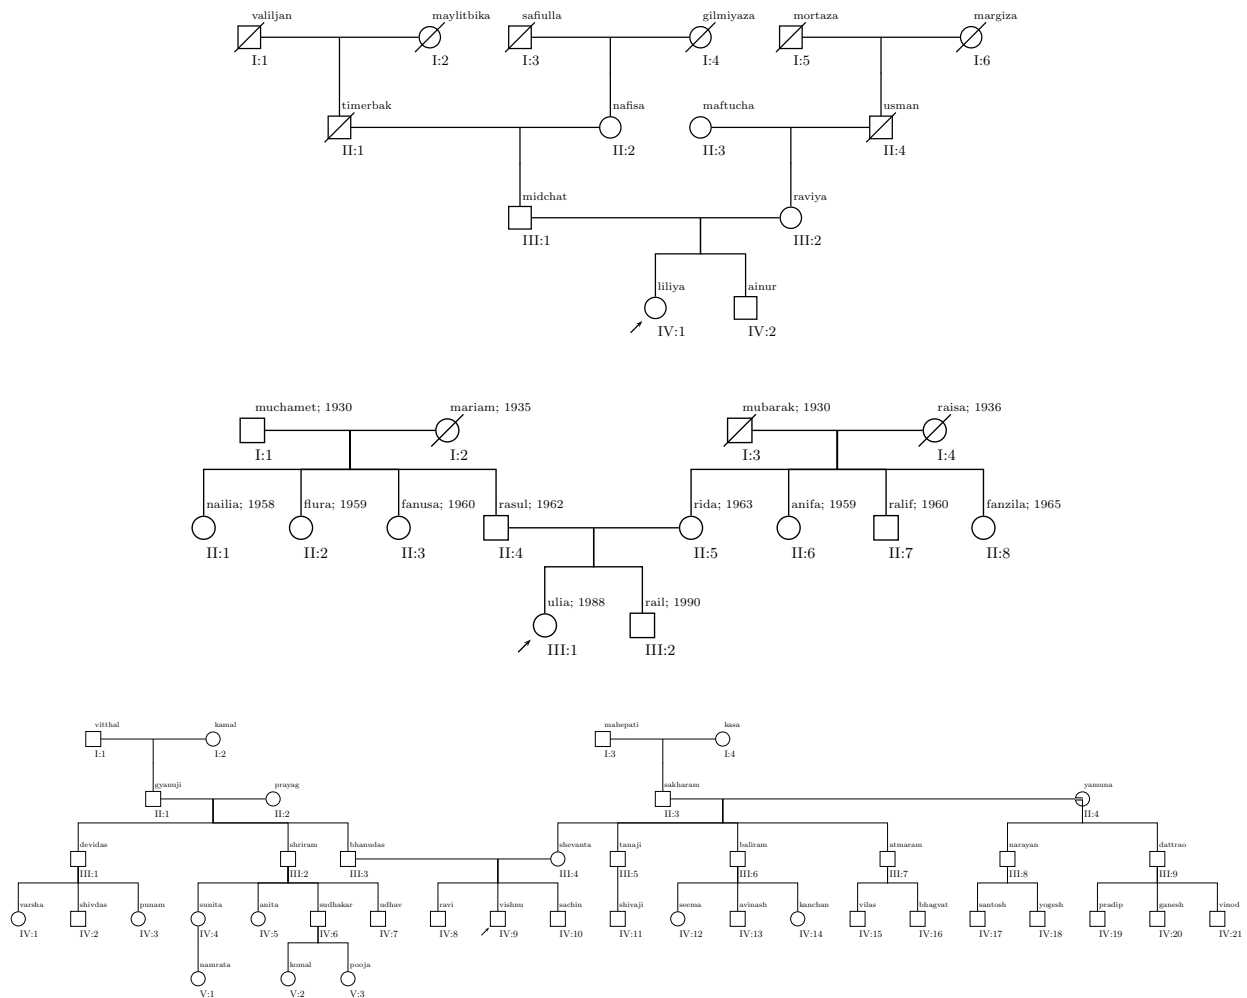 valiljan maylitbika safiulla gilmiyaza mortaza margiza
I:1 I:2 I:3 I:4 I:5 I:6
timerbak nafisa maftucha usman
II:1 II:2 II:3 II:4
midchat raviya
III:1 III:2
liliya ainur
IV:1 IV:2
muchamet; 1930 mariam; 1935 mubarak; 1930 raisa; 1936
I:1 I:2 I:3 I:4
nailia; 1958 flura; 1959 fanusa; 1960 rasul; 1962 rida; 1963 anifa; 1959 ralif; 1960 fanzila; 1965
II:1 II:2 II:3 II:4 II:5 II:6 II:7 II:8
ulia; 1988 rail; 1990
III:1 III:2
vitthal kamal mahepati kasa
I:1 I:2 I:3 I:4
gyanuji prayag sakharam yamuna
II:1 II:2 II:3 II:4
devidas shriram bhanudas shevanta tanaji baliram atmaram narayan dattrao
III:1 III:2 III:3 III:4 III:5 III:6 III:7 III:8 III:9
varsha shivdas punam sunita anita sudhakar udhav ravi vishnu sachin shivaji seema avinash kanchan vilas bhagvat santosh yogesh pradip ganesh vinod
IV:1 IV:2 IV:3 IV:4 IV:5 IV:6 IV:7 IV:8 IV:9 IV:10 IV:11 IV:12 IV:13 IV:14 IV:15 IV:16 IV:17 IV:18 IV:19 IV:20 IV:21
namrata komal pooja
V:1 V:2 V:3